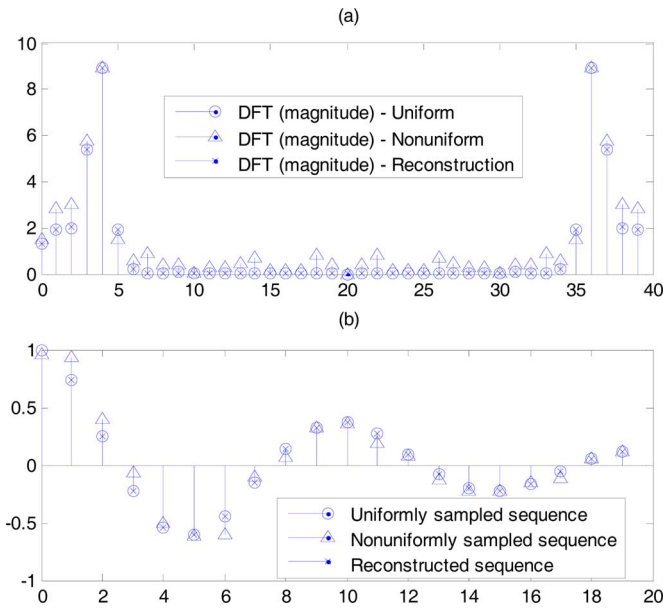 (a)
10
8
6
4
2
0
DFT (magnitude) - Uniform
DFT (magnitude) - Nonuniform
DFT (magnitude) - Reconstruction
0 5 10 15 20 25 30 35 40
(b)
1
0.5
0
-0.5
-1
Uniformly sampled sequence
Nonuniformly sampled sequence
Reconstructed sequence
0 2 4 6 8 10 12 14 16 18 20